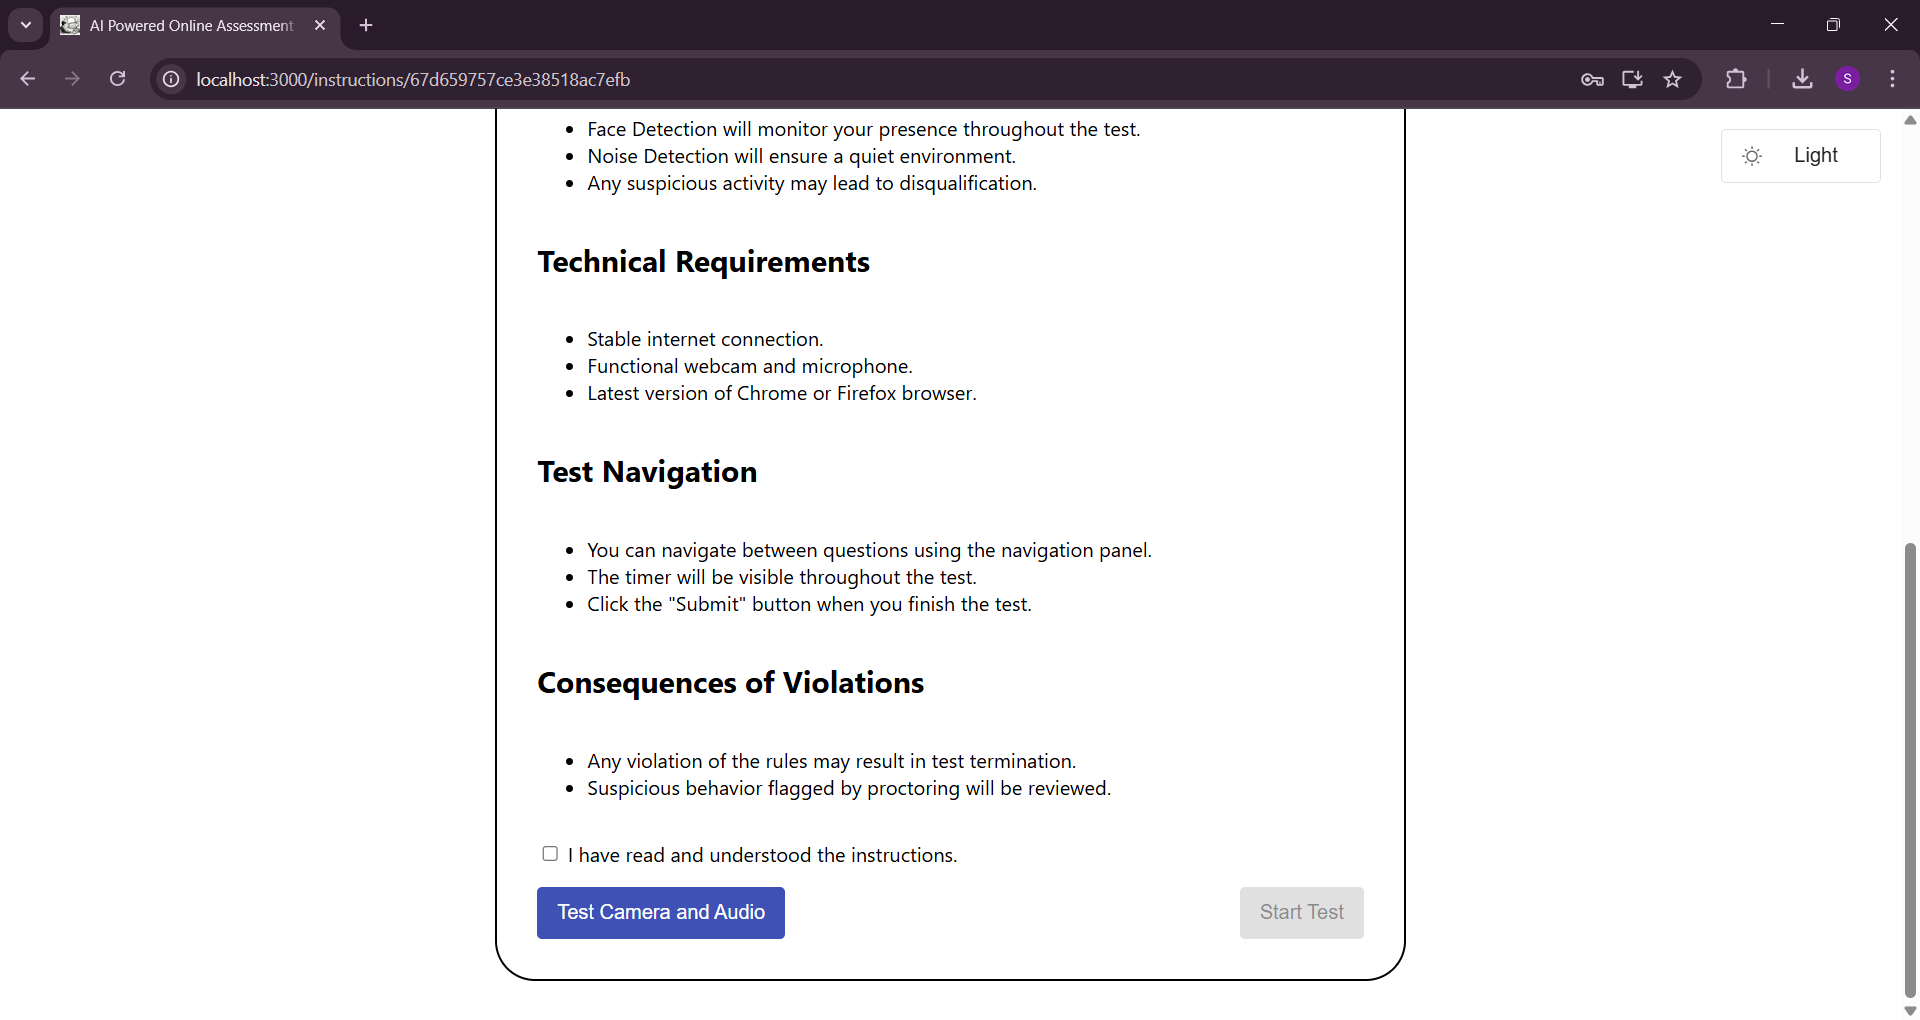 AI Powered Online Assessment
localhost:3000/instructions/67d659757ce3e38518ac7efb
S
Light
Face Detection will monitor your presence throughout the test.
Noise Detection will ensure a quiet environment.
Any suspicious activity may lead to disqualification.
Technical Requirements
Stable internet connection.
Functional webcam and microphone.
Latest version of Chrome or Firefox browser.
Test Navigation
You can navigate between questions using the navigation panel.
The timer will be visible throughout the test.
Click the "Submit" button when you finish the test.
Consequences of Violations
Any violation of the rules may result in test termination.
Suspicious behavior flagged by proctoring will be reviewed.
I have read and understood the instructions.
Test Camera and Audio
Start Test